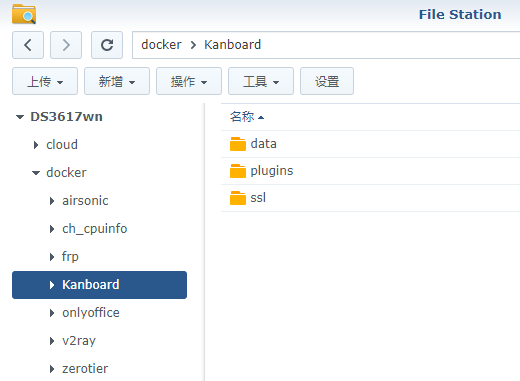 File Station
docker > Kanboard
上传 新增 操作 工具 设置
DS3617wn
名称
cloud
docker
airsonic
ch_cpuinfo
frp
Kanboard
onlyoffice
v2ray
zerotier
data
plugins
ssl